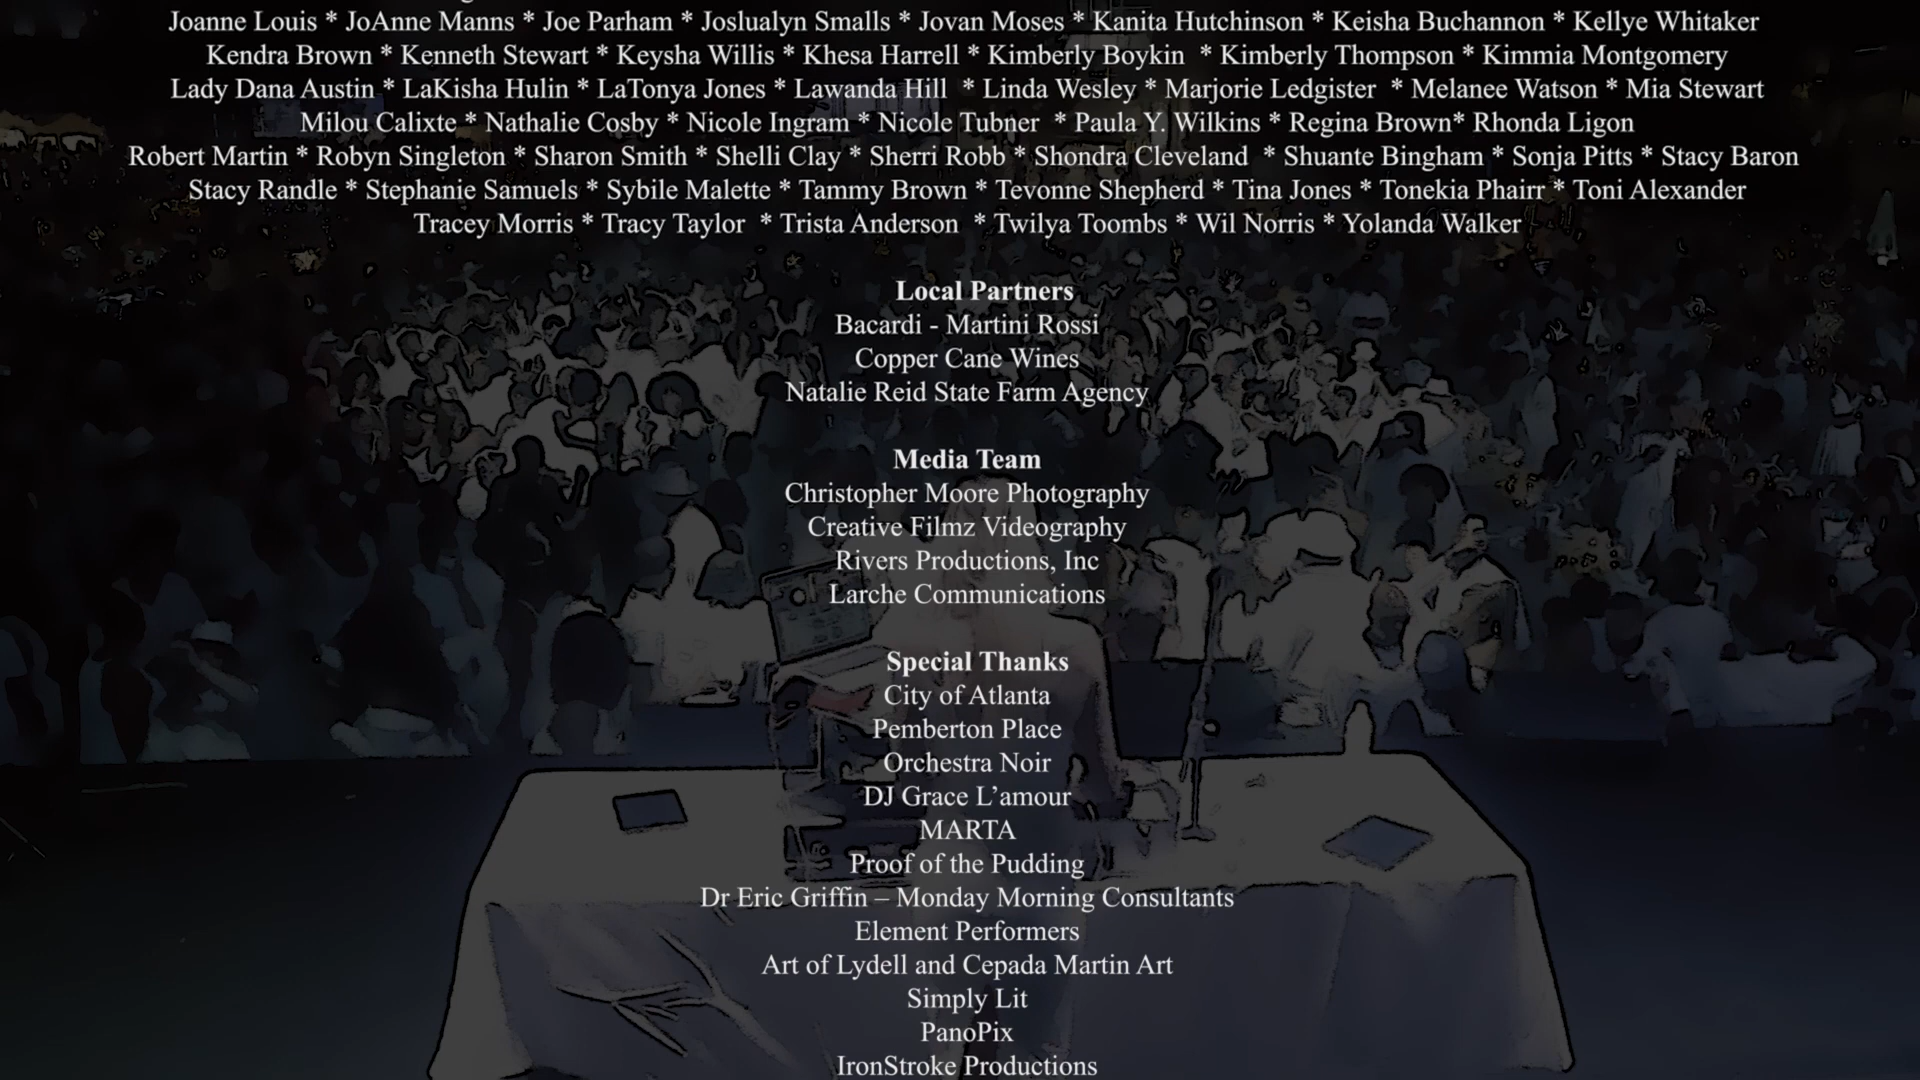 Joanne Louis * JoAnne Manns * Joe Parham * Joslualyn Smalls * Jovan Moses * Kanita Hutchinson * Keisha Buchannon * Kellye Whitaker
Kendra Brown * Kenneth Stewart * Keysha Willis * Khesa Harrell * Kimberly Boykin * Kimberly Thompson * Kimmia Montgomery
Lady Dana Austin * LaKisha Hulin * LaTonya Jones * Lawanda Hill * Linda Wesley * Marjorie Ledgister * Melanee Watson * Mia Stewart
Milou Calixte * Nathalie Cosby * Nicole Ingram * Nicole Tubner * Paula Y. Wilkins * Regina Brown* Rhonda Ligon
Robert Martin * Robyn Singleton * Sharon Smith * Shelli Clay * Sherri Robb * Shondra Cleveland * Shuante Bingham * Sonja Pitts * Stacy Baron
Stacy Randle * Stephanie Samuels * Sybile Malette * Tammy Brown * Tevonne Shepherd * Tina Jones * Tonekia Phairr * Toni Alexander
Tracey Morris * Tracy Taylor * Trista Anderson * Twilya Toombs * Wil Norris * Yolanda Walker
Local Partners
Bacardi - Martini Rossi
Copper Cane Wines
Natalie Reid State Farm Agency
Media Team
Christopher Moore Photography
Creative Filmz Videography
Rivers Productions, Inc
Larche Communications
Special Thanks
City of Atlanta
Pemberton Place
Orchestra Noir
DJ Grace L’amour
MARTA
Proof of the Pudding
Dr Eric Griffin – Monday Morning Consultants
Element Performers
Art of Lydell and Cepada Martin Art
Simply Lit
PanoPix
IronStroke Productions